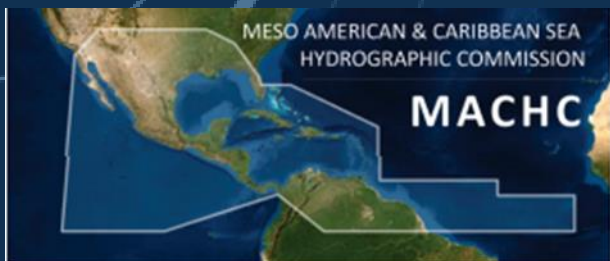 MESO AMERICAN & CARIBBEAN SEA
HYDROGRAPHIC COMMISSION
MACHC